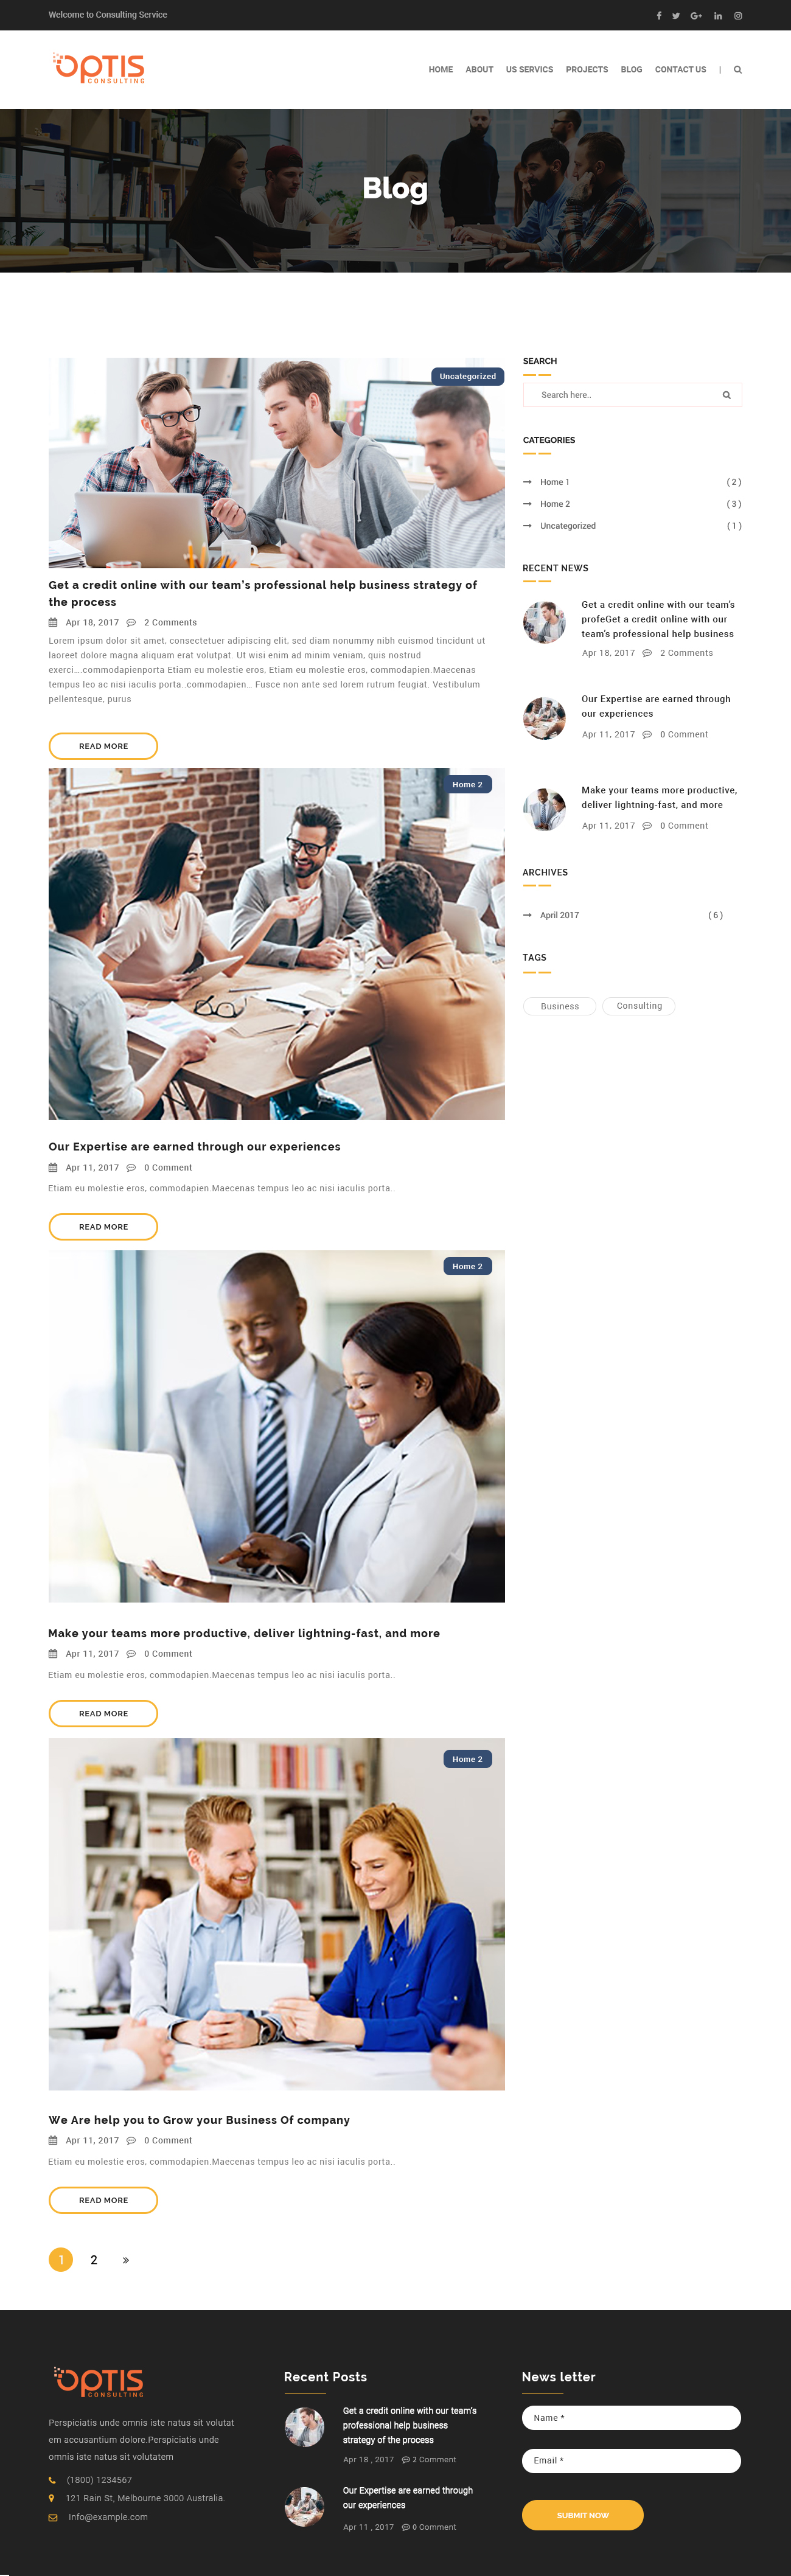 Welcome to Consulting Service
OPTIS
CONSULTING
HOME ABOUT US SERVICES PROJECTS BLOG CONTACT US |
Blog
Uncategorized
Get a credit online with our team's professional help business strategy of
the process
Apr 18, 2017 2 Comments
Lorem ipsum dolor sit amet, consectetuer adipiscing elit, sed diam nonummy nibh euismod tincidunt ut
laoreet dolore magna aliquam erat volutpat. Ut wisi enim ad minim veniam, quis nostrud
exerci....commodapienporta Etiam eu molestie eros, Etiam eu molestie eros, commodapien.Maecenas
tempus leo ac nisi iaculis porta..commodapien... Fusce non ante sed lorem rutrum feugiat. Vestibulum
pellentesque, purus
READ MORE
Home 2
Our Expertise are earned through our experiences
Apr 11, 2017 0 Comment
Etiam eu molestie eros, commodapien.Maecenas tempus leo ac nisi iaculis porta..
READ MORE
Home 2
Make your teams more productive, deliver lightning-fast, and more
Apr 11, 2017 0 Comment
Etiam eu molestie eros, commodapien.Maecenas tempus leo ac nisi iaculis porta..
READ MORE
Home 2
We Are help you to Grow your Business Of company
Apr 11, 2017 0 Comment
Etiam eu molestie eros, commodapien.Maecenas tempus leo ac nisi iaculis porta..
READ MORE
1 2 »
SEARCH
Search here..
CATEGORIES
Home 1 ( 2 )
Home 2 ( 3 )
Uncategorized ( 1 )
RECENT NEWS
Get a credit online with our team's
profeGet a credit online with our
team's professional help business
Apr 18, 2017 2 Comments
Our Expertise are earned through
our experiences
Apr 11, 2017 0 Comment
Make your teams more productive,
deliver lightning-fast, and more
Apr 11, 2017 0 Comment
ARCHIVES
April 2017 ( 6 )
TAGS
Business Consulting
OPTIS
CONSULTING
Perspiciatis unde omnis iste natus sit volutat
em accusantium dolore.Perspiciatis unde
omnis iste natus sit volutatem
(1800) 1234567
121 Rain St, Melbourne 3000 Australia.
Info@example.com
Recent Posts
Get a credit online with our team's
professional help business
strategy of the process
Apr 18 , 2017 2 Comment
Our Expertise are earned through
our experiences
Apr 11 , 2017 0 Comment
News letter
Name *
Email *
SUBMIT NOW